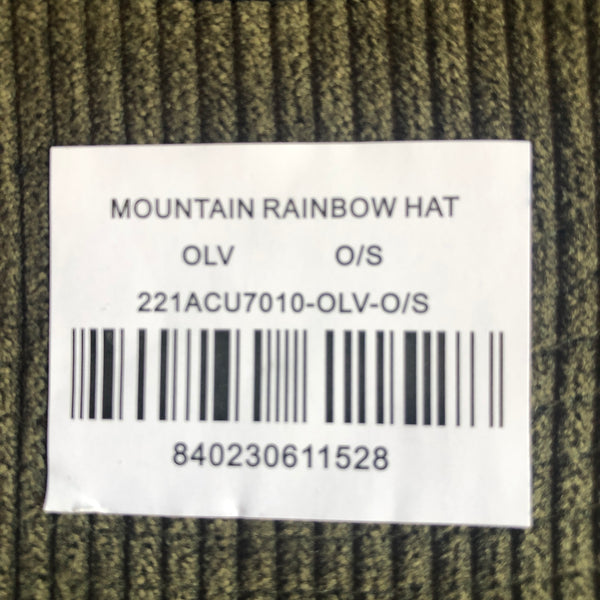 MOUNTAIN RAINBOW HAT
OLV O/S
221ACU7010-OLV-O/S
840230611528